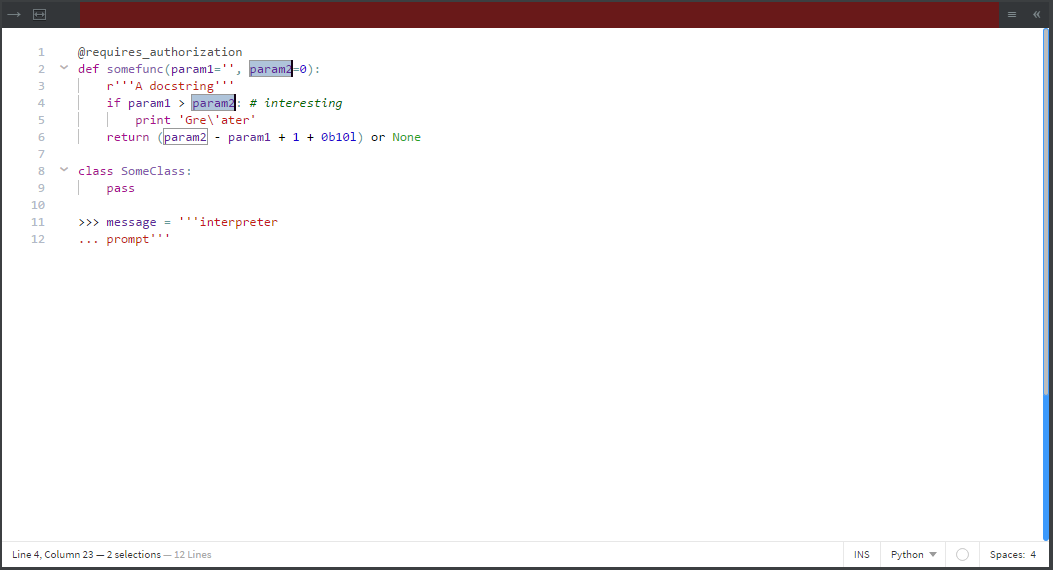 1 @requires_authorization
2 def somefunc(param1='', param2=0):
3 r'''A docstring'''
4 if param1 > param2: # interesting
5 print 'Gre\'ater'
6 return (param2 - param1 + 1 + 0b10l) or None
7
8 class SomeClass:
9 pass
10
11 >>> message = '''interpreter
12 ... prompt'''
Line 4, Column 23 — 2 selections — 12 Lines INS Python Spaces: 4